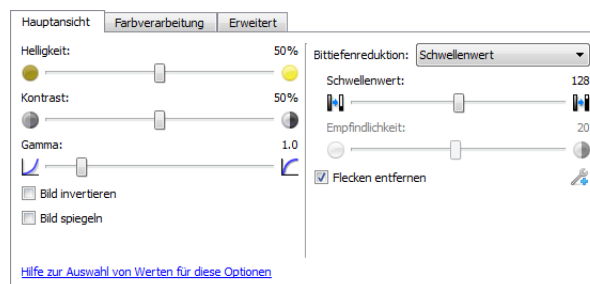 Hauptansicht Farbverarbeitung Erweitert
Helligkeit: 50%
Kontrast: 50%
Gamma: 1.0
Bild invertieren
Bild spiegeln
Hilfe zur Auswahl von Werten für diese Optionen
Bittiefenreduktion: Schwellenwert
Schwellenwert: 128
Empfindlichkeit: 20
Flecken entfernen